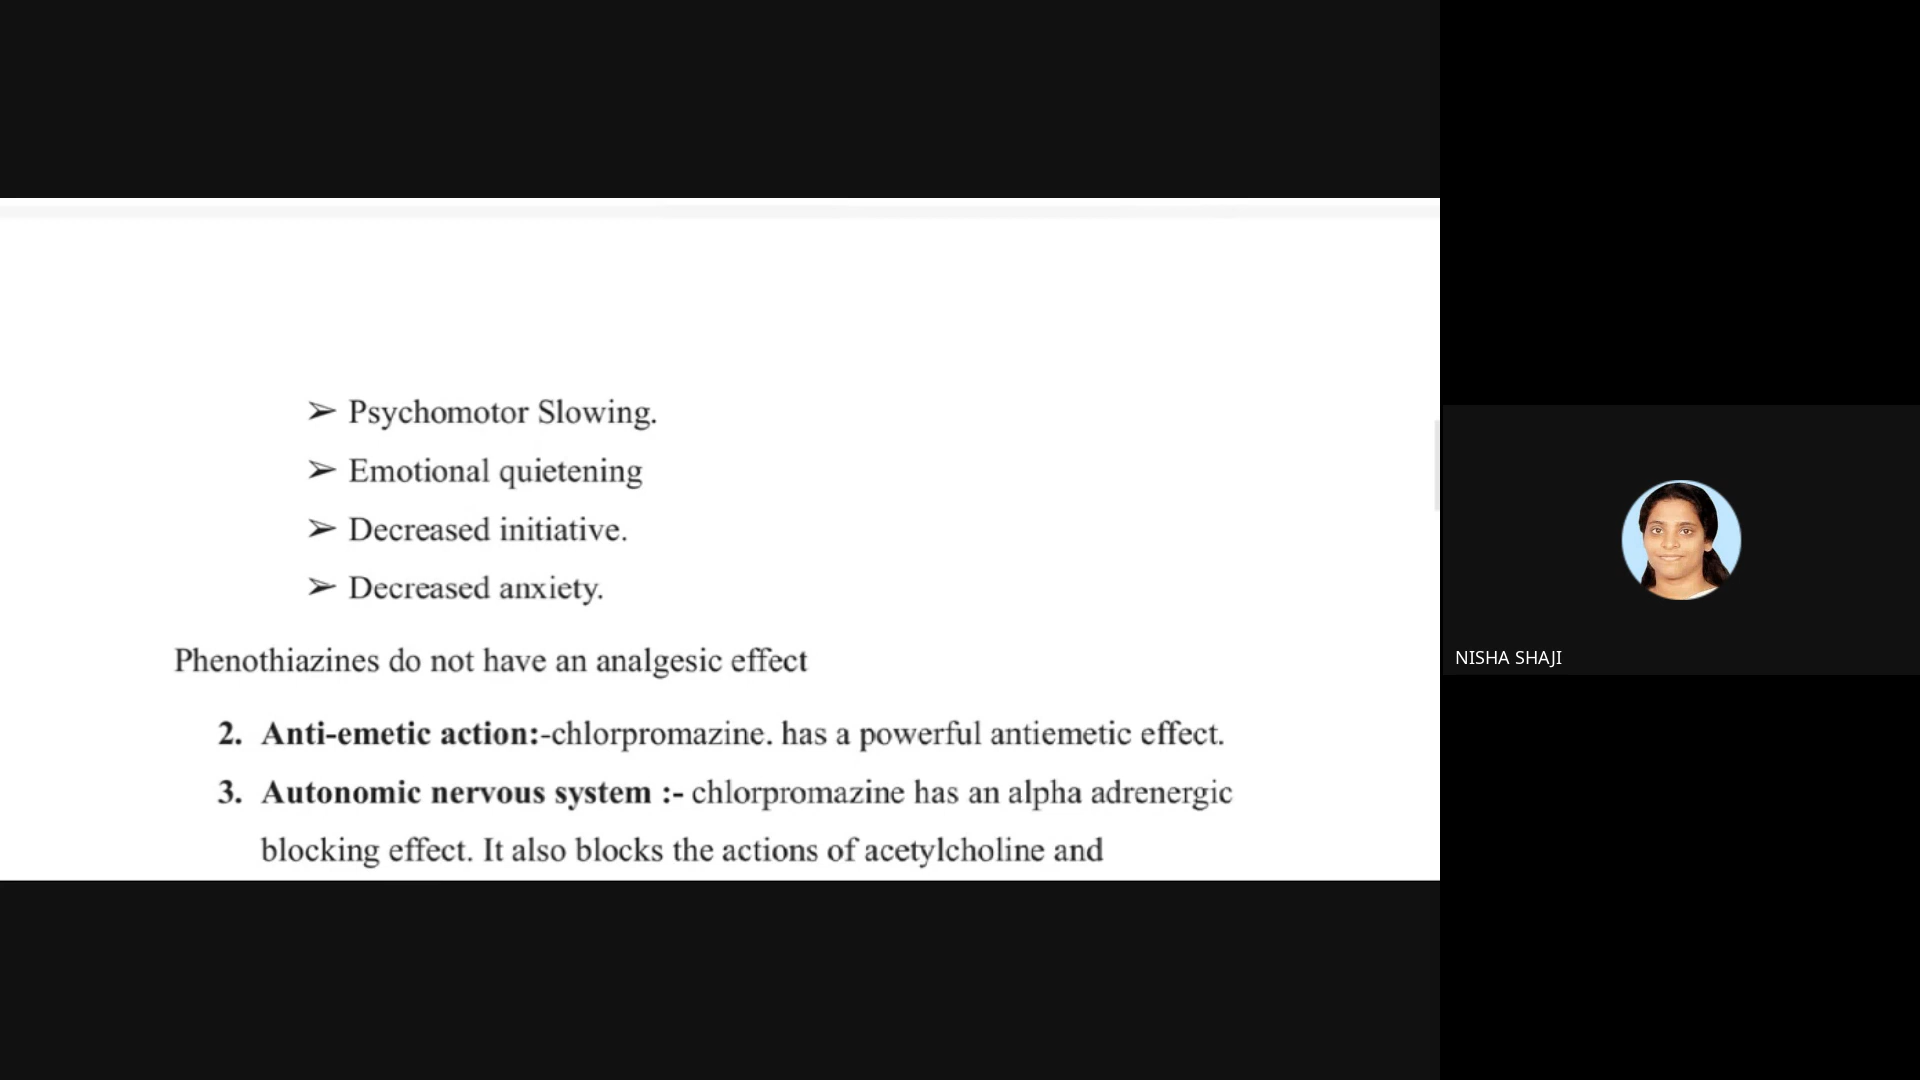 ➢ Psychomotor Slowing.
➢ Emotional quietening
➢ Decreased initiative.
➢ Decreased anxiety.
Phenothiazines do not have an analgesic effect
2. Anti-emetic action:-chlorpromazine. has a powerful antiemetic effect.
3. Autonomic nervous system :- chlorpromazine has an alpha adrenergic
blocking effect. It also blocks the actions of acetylcholine and
NISHA SHAJI